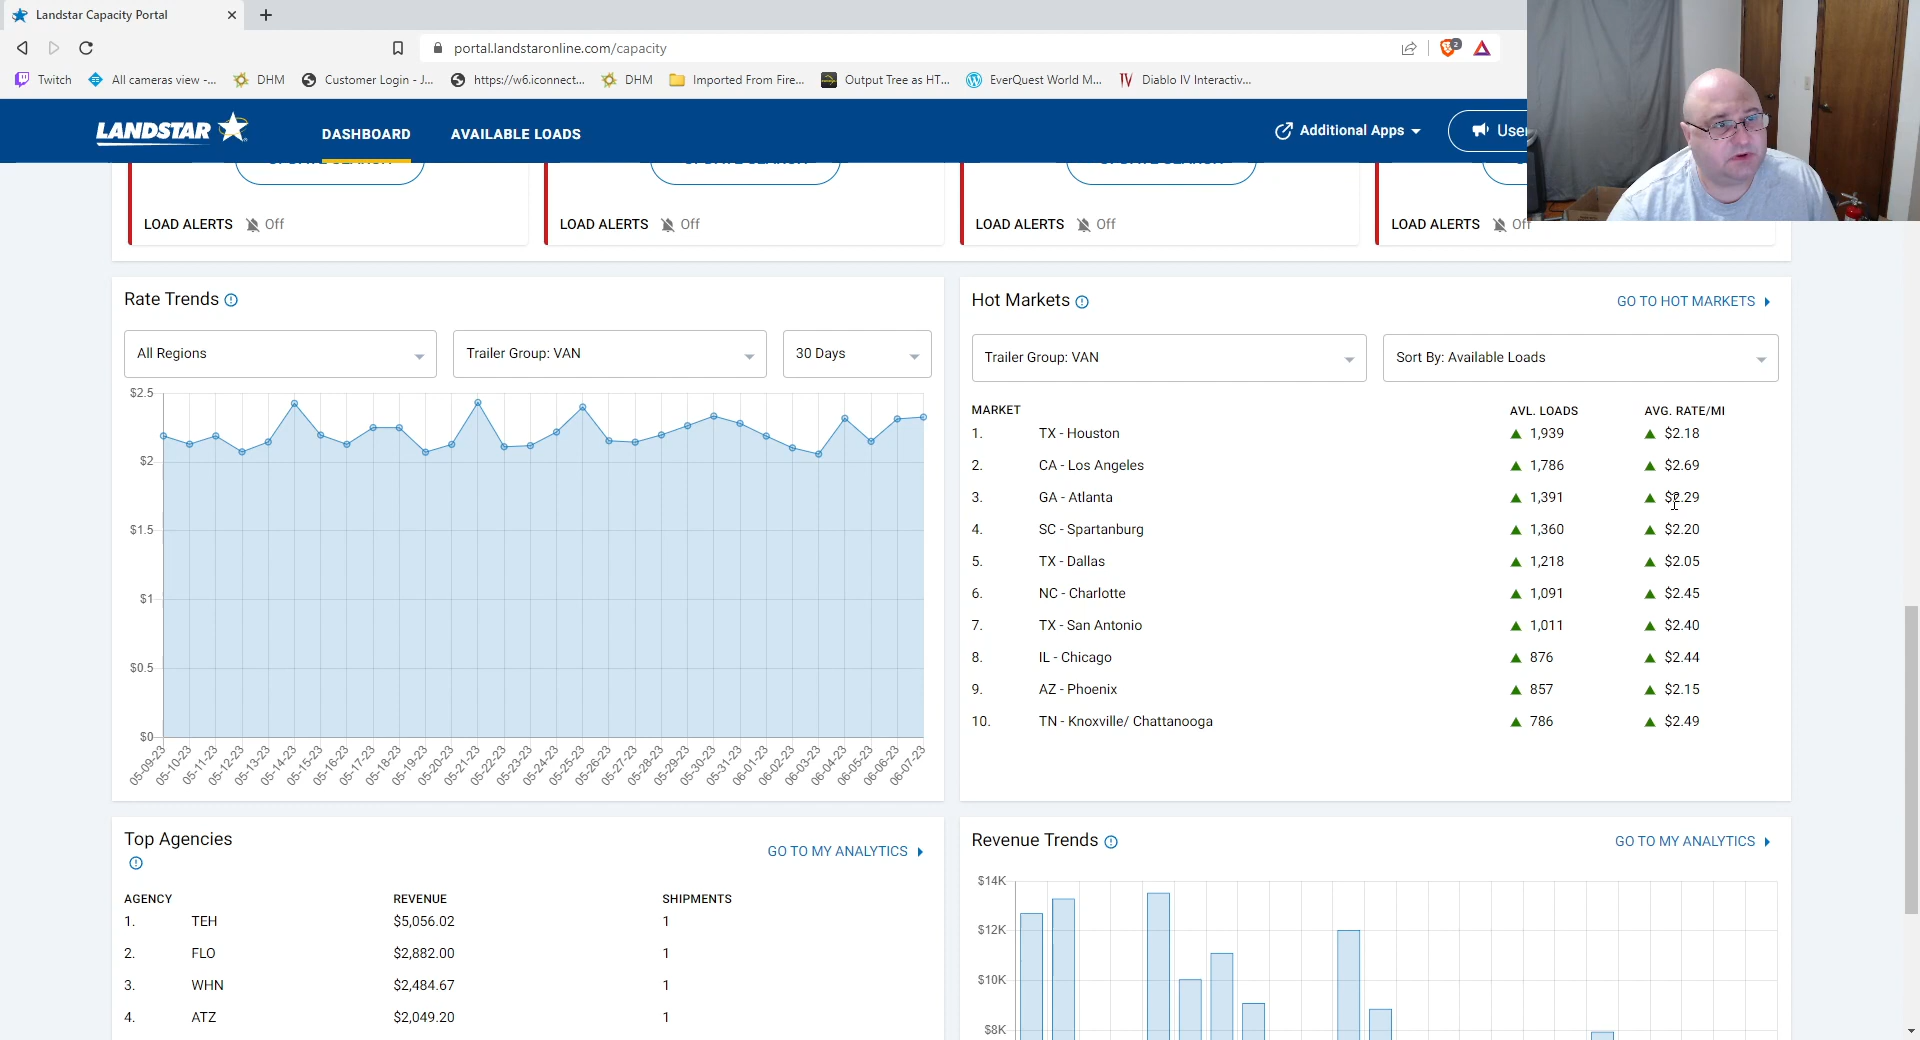 Landstar Capacity Portal
portal.landstaronline.com/capacity
2
Twitch All cameras view -... DHM Customer Login - J... https://w6.iconnect... DHM Imported From Fire... Output Tree as HT... EverQuest World M... Diablo IV Interactiv...
LANDSTAR DASHBOARD AVAILABLE LOADS Additional Apps User
LOAD ALERTS Off LOAD ALERTS Off LOAD ALERTS Off LOAD ALERTS Off
Rate Trends
All Regions Trailer Group: VAN 30 Days
$2.5
$2
$1.5
$1
$0.5
$0
05-09-23 05-10-23 05-11-23 05-12-23 05-13-23 05-14-23 05-15-23 05-16-23 05-17-23 05-18-23 05-19-23 05-20-23 05-21-23 05-22-23 05-23-23 05-24-23 05-25-23 05-26-23 05-27-23 05-28-23 05-29-23 05-30-23 05-31-23 06-01-23 06-02-23 06-03-23 06-04-23 06-05-23 06-06-23 06-07-23
Hot Markets GO TO HOT MARKETS
Trailer Group: VAN Sort By: Available Loads
MARKET AVL. LOADS AVG. RATE/MI
1. TX - Houston 1,939 $2.18
2. CA - Los Angeles 1,786 $2.69
3. GA - Atlanta 1,391 $2.29
4. SC - Spartanburg 1,360 $2.20
5. TX - Dallas 1,218 $2.05
6. NC - Charlotte 1,091 $2.45
7. TX - San Antonio 1,011 $2.40
8. IL - Chicago 876 $2.44
9. AZ - Phoenix 857 $2.15
10. TN - Knoxville/ Chattanooga 786 $2.49
Top Agencies
GO TO MY ANALYTICS
AGENCY REVENUE SHIPMENTS
1. TEH $5,056.02 1
2. FLO $2,882.00 1
3. WHN $2,484.67 1
4. ATZ $2,049.20 1
Revenue Trends GO TO MY ANALYTICS
$14K
$12K
$10K
$8K